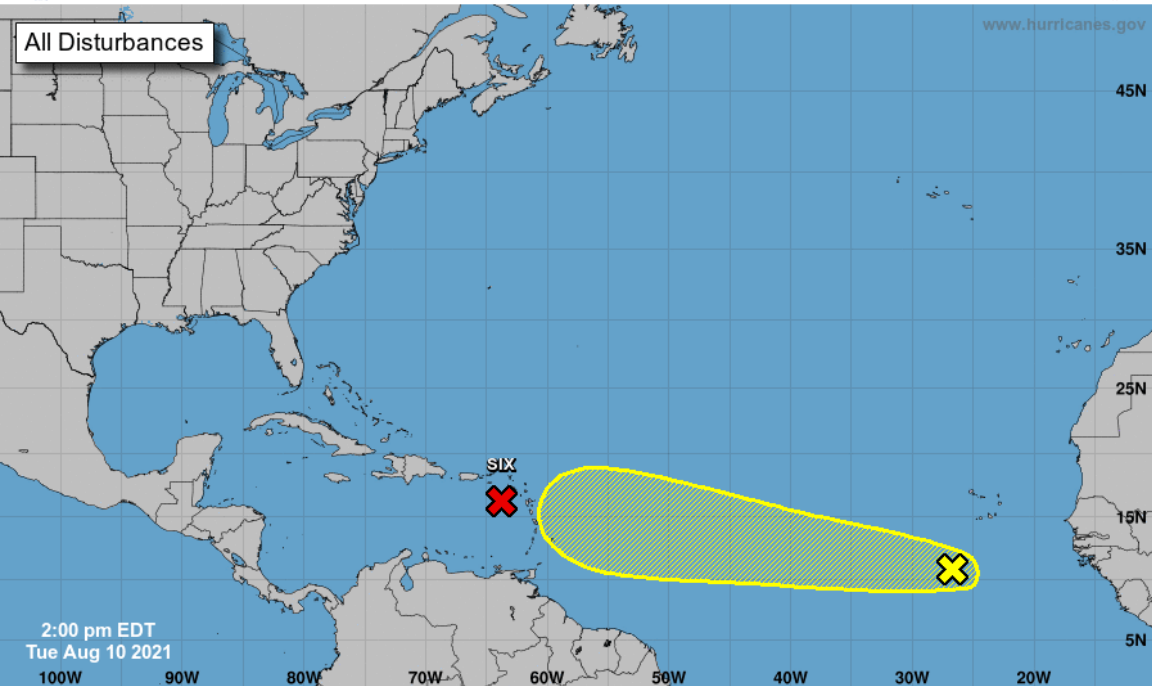 All Disturbances
www.hurricanes.gov
45N
35N
25N
SIX
15N
2:00 pm EDT
Tue Aug 10 2021
5N
100W 90W 80W 70W 60W 50W 40W 30W 20W